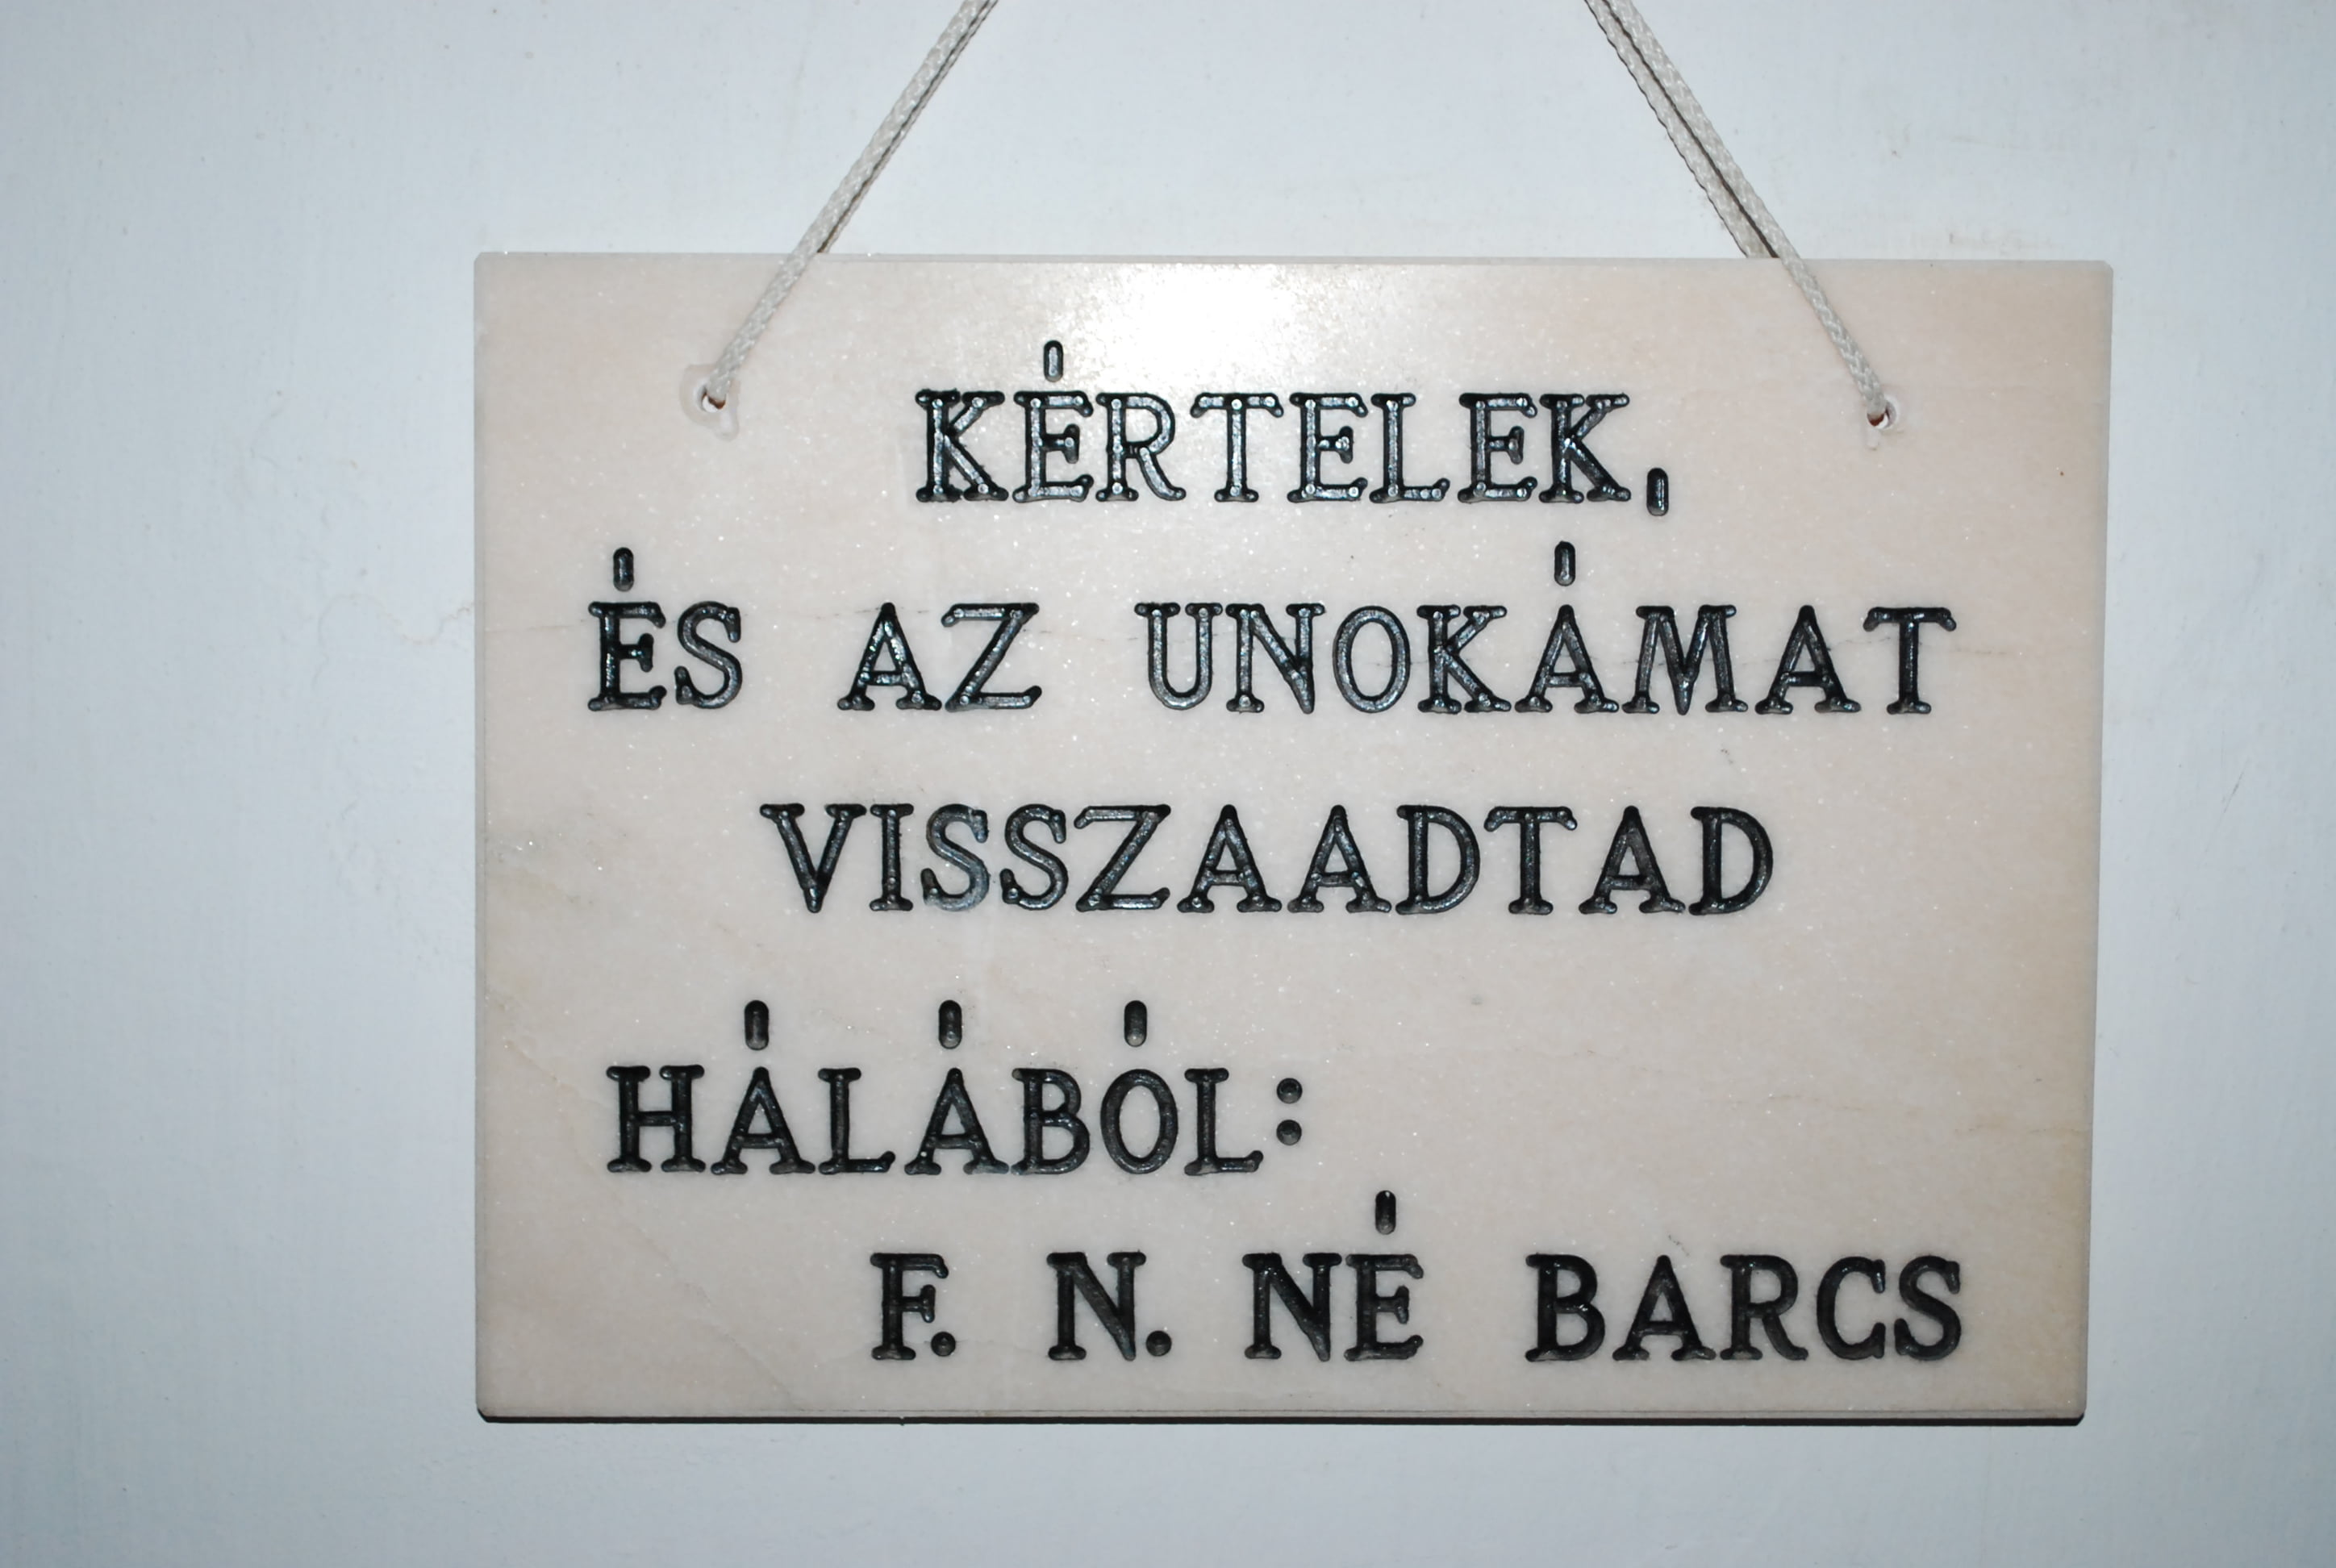 KÉRTELEK,
ÉS AZ UNOKÁMAT
VISSZAADTAD
HÁLÁBÓL:
F. N. NÉ BARCS